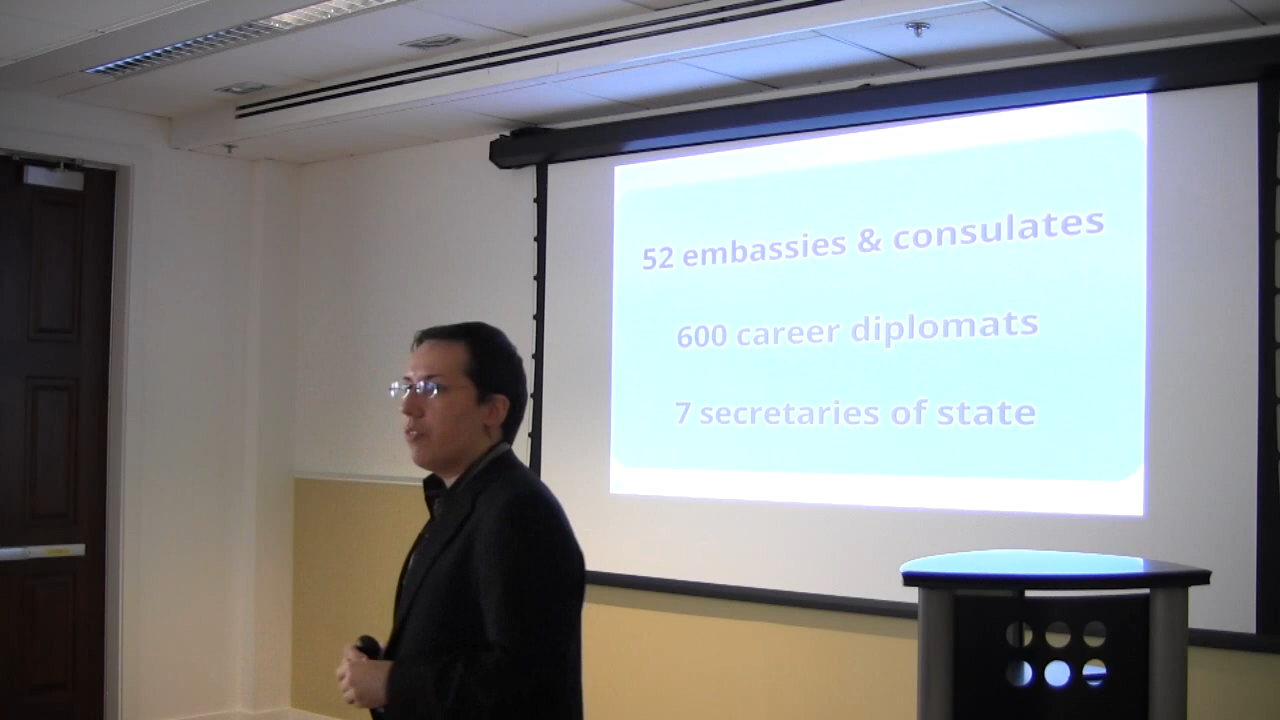 52 embassies & consulates
600 career diplomats
7 secretaries of state